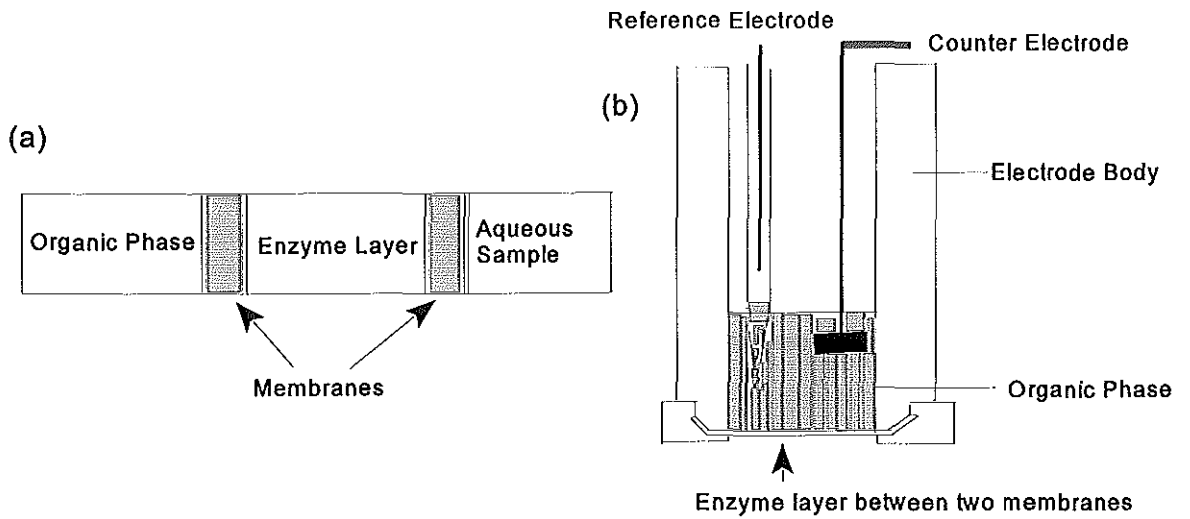 (a)
Organic Phase
Enzyme Layer
Aqueous
Sample
Membranes
(b)
Reference Electrode
Counter Electrode
Electrode Body
Organic Phase
Enzyme layer between two membranes